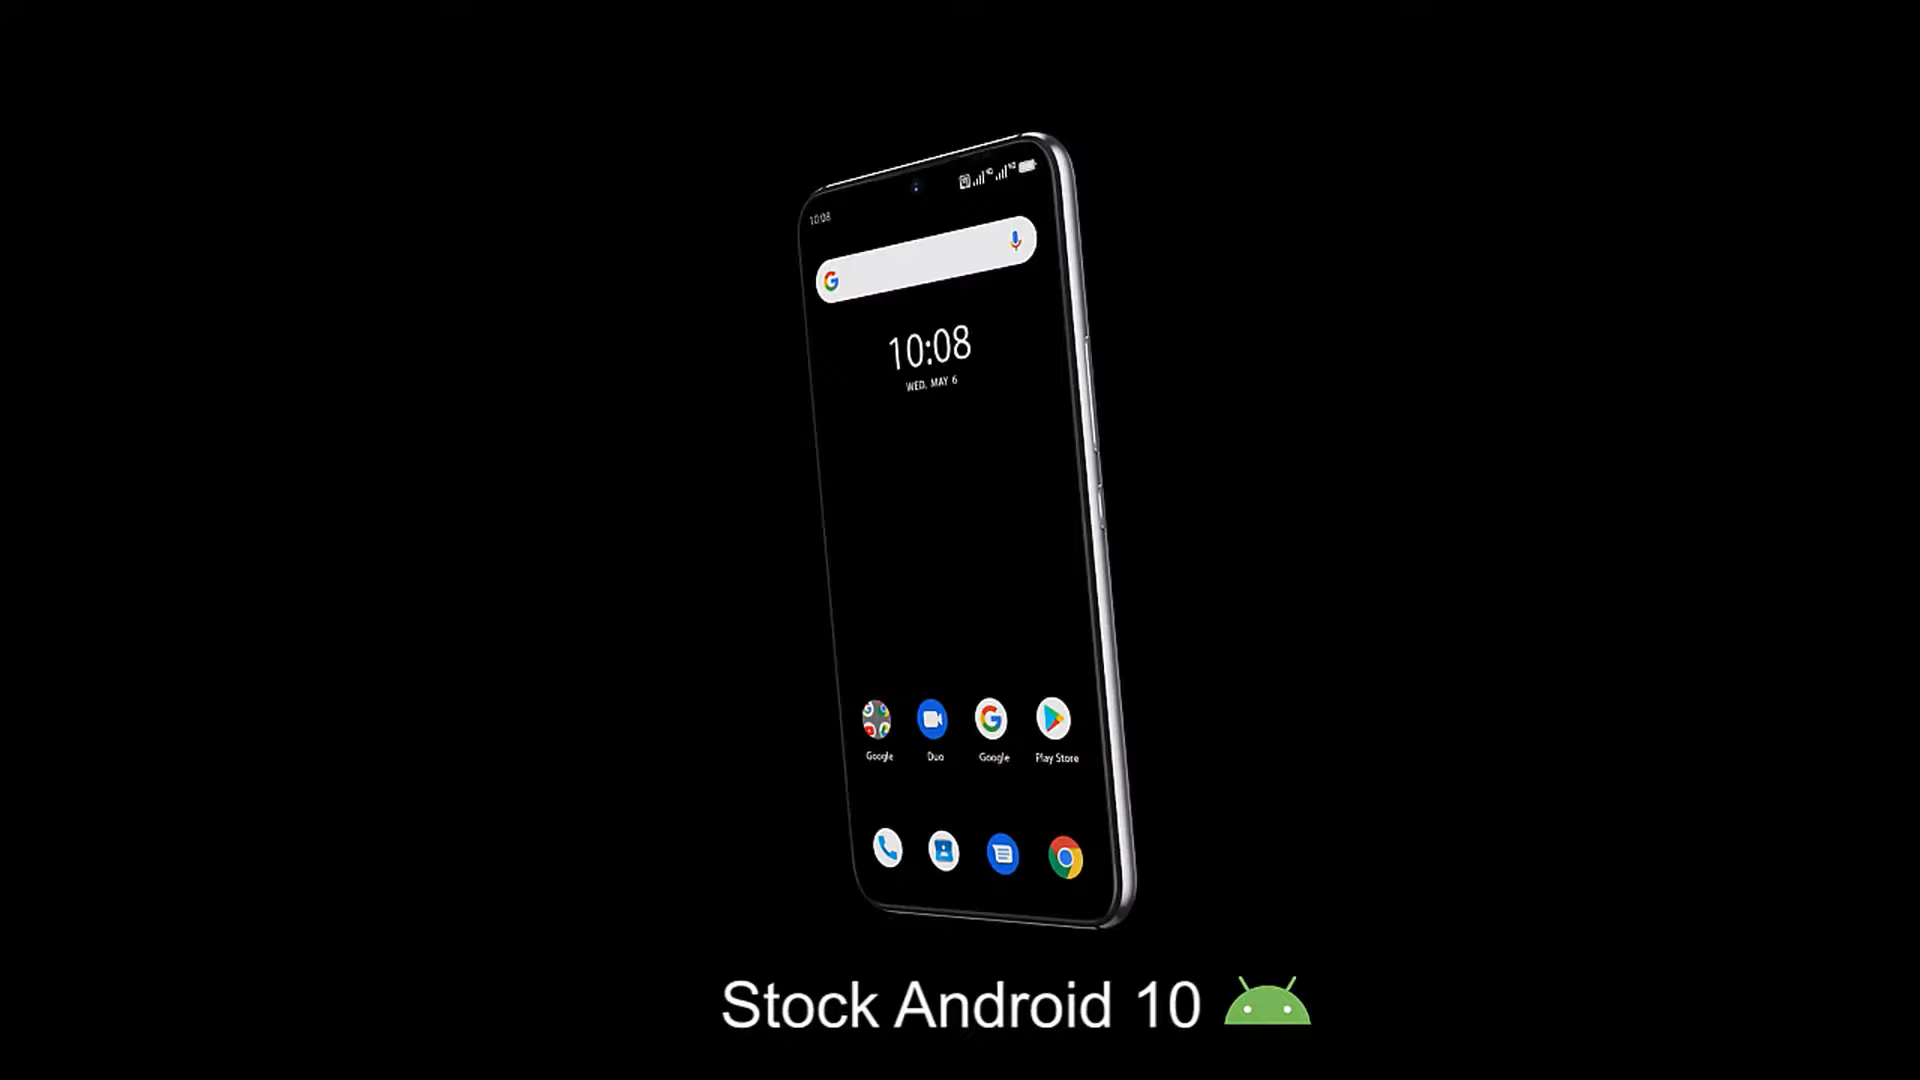 10:08
10:08
WED, MAY 6
Google Duo Google Play Store
Stock Android 10